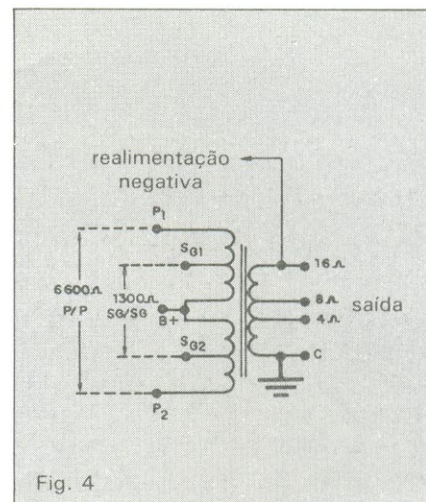 realimentação
negativa
P1
SG1
16Ω
6600Ω
P/P
1300Ω
SG/SG
B+
8Ω
saída
4Ω
SG2
C
P2
Fig. 4